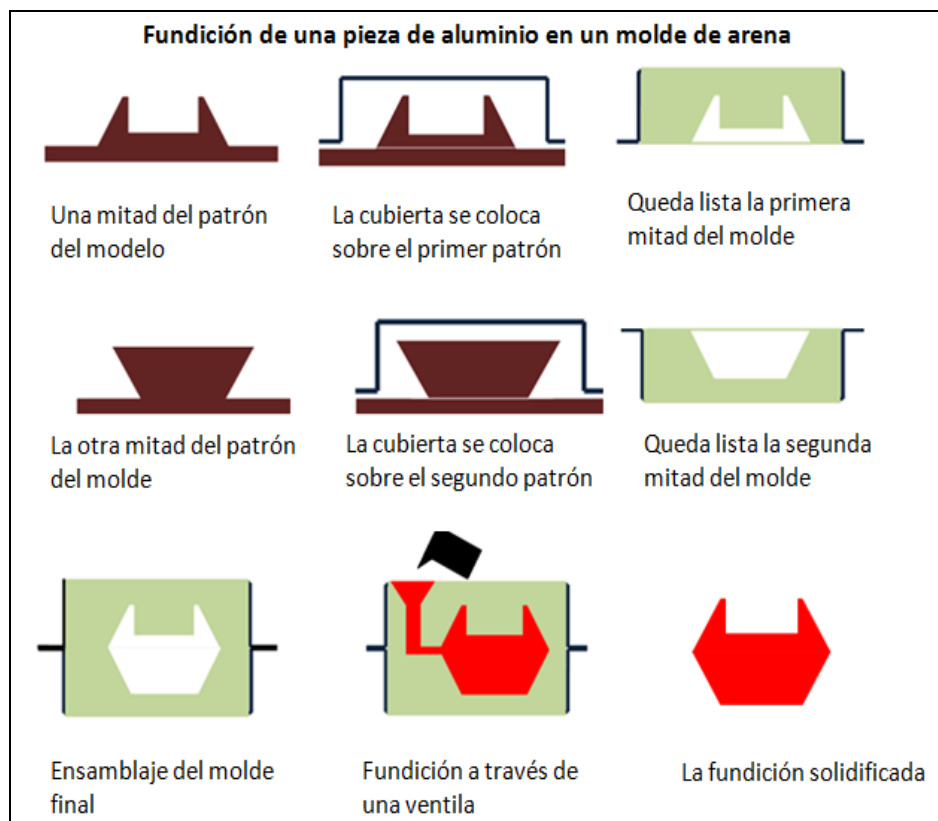 Fundición de una pieza de aluminio en un molde de arena
Una mitad del patrón
del modelo
La cubierta se coloca
sobre el primer patrón
Queda lista la primera
mitad del molde
La otra mitad del patrón
del molde
La cubierta se coloca
sobre el segundo patrón
Queda lista la segunda
mitad del molde
Ensamblaje del molde
final
Fundición a través de
una ventila
La fundición solidificada